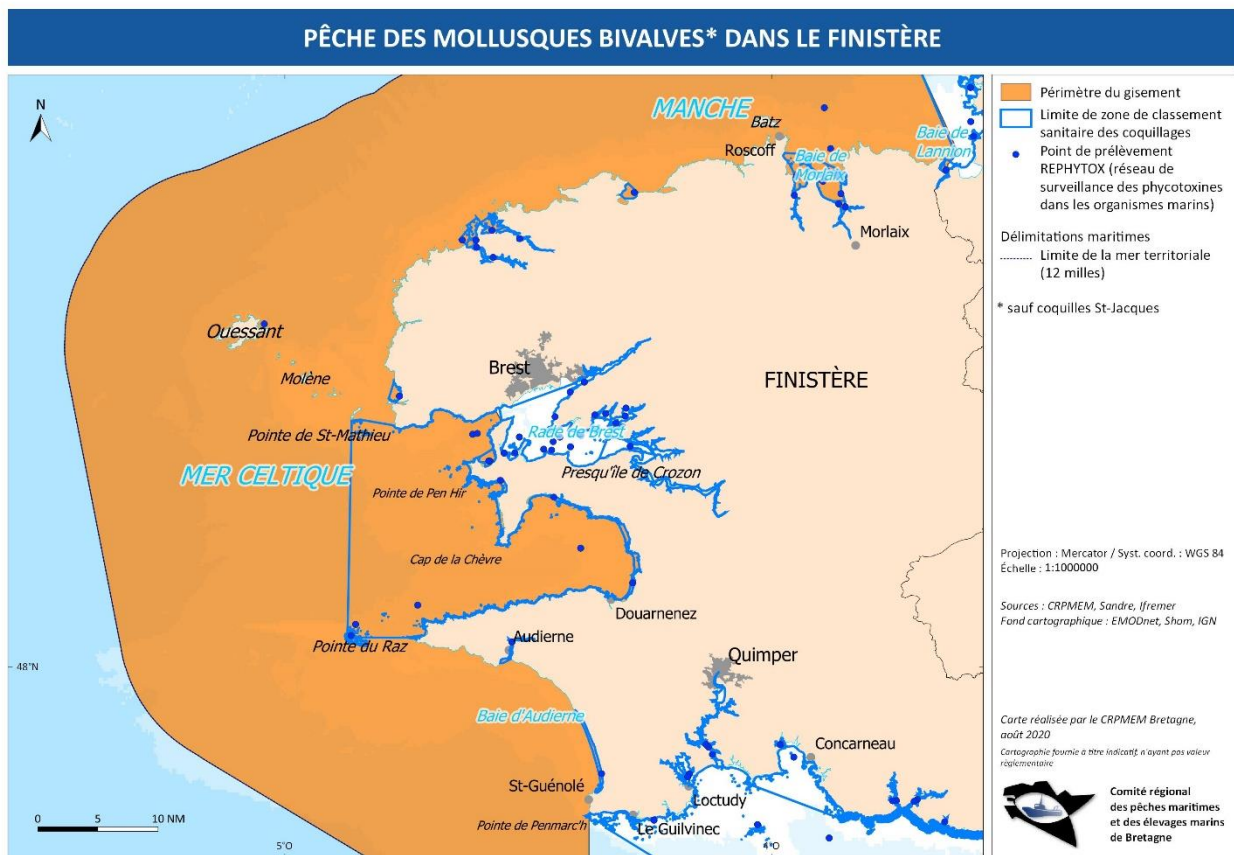 PÊCHE DES MOLLUSQUES BIVALVES* DANS LE FINISTÈRE
N
MANCHE
Batz
Roscoff
Baie de
Morlaix
Baie de
Lannion
Morlaix
Ouessant
Molène
Brest
FINISTÈRE
Pointe de St-Mathieu
Rade de Brest
MER CELTIQUE
Pointe de Pen Hir
Presqu'île de Crozon
Cap de la Chèvre
Douarnenez
Pointe du Raz
Audierne
48°N
Quimper
Baie d'Audierne
Concarneau
St-Guénolé
Loctudy
Pointe de Penmarc'h
Le Guilvinec
0 5 10 NM
5°O
4°O
Périmètre du gisement
Limite de zone de classement
sanitaire des coquillages
Point de prélèvement
REPHYTOX (réseau de
surveillance des phycotoxines
dans les organismes marins)
Délimitations maritimes
Limite de la mer territoriale
(12 milles)
* sauf coquilles St-Jacques
Projection : Mercator / Syst. coord. : WGS 84
Échelle : 1:1000000
Sources : CRPMEM, Sandre, Ifremer
Fond cartographique : EMODnet, Shom, IGN
Carte réalisée par le CRPMEM Bretagne,
août 2020
Cartographie fournie à titre indicatif, n'ayant pas valeur
règlementaire
Comité régional
des pêches maritimes
et des élevages marins
de Bretagne